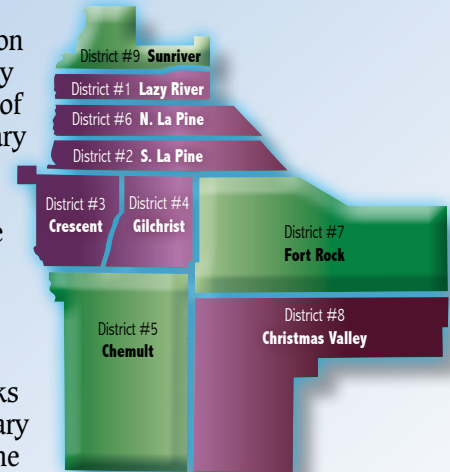 District #9 Sunriver
District #1 Lazy River
District #6 N. La Pine
District #2 S. La Pine
District #3
Crescent
District #4
Gilchrist
District #7
Fort Rock
District #5
Chemult
District #8
Christmas Valley
of